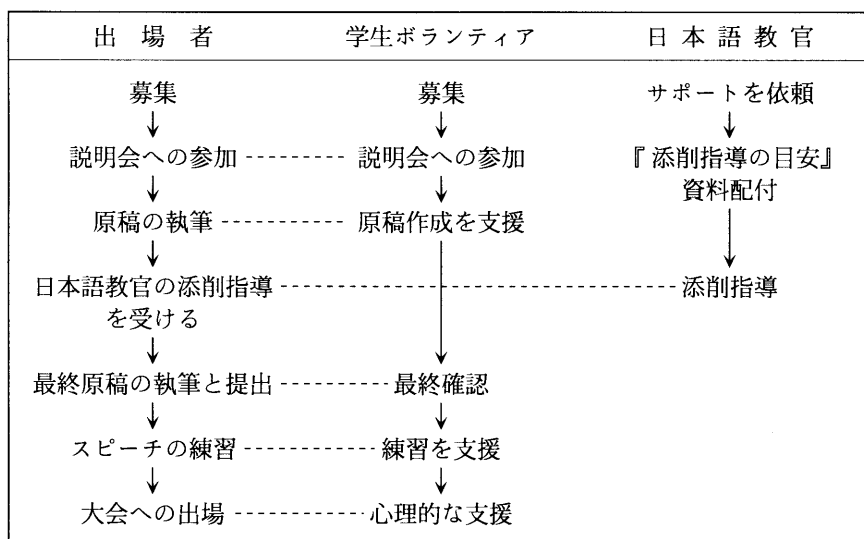 出場者 学生ボランティア 日本語教官
募集 募集 サポートを依頼
説明会への参加 説明会への参加 『添削指導の目安』
資料配付
原稿の執筆 原稿作成を支援
日本語教官の添削指導 添削指導
を受ける
最終原稿の執筆と提出 最終確認
スピーチの練習 練習を支援
大会への出場 心理的な支援